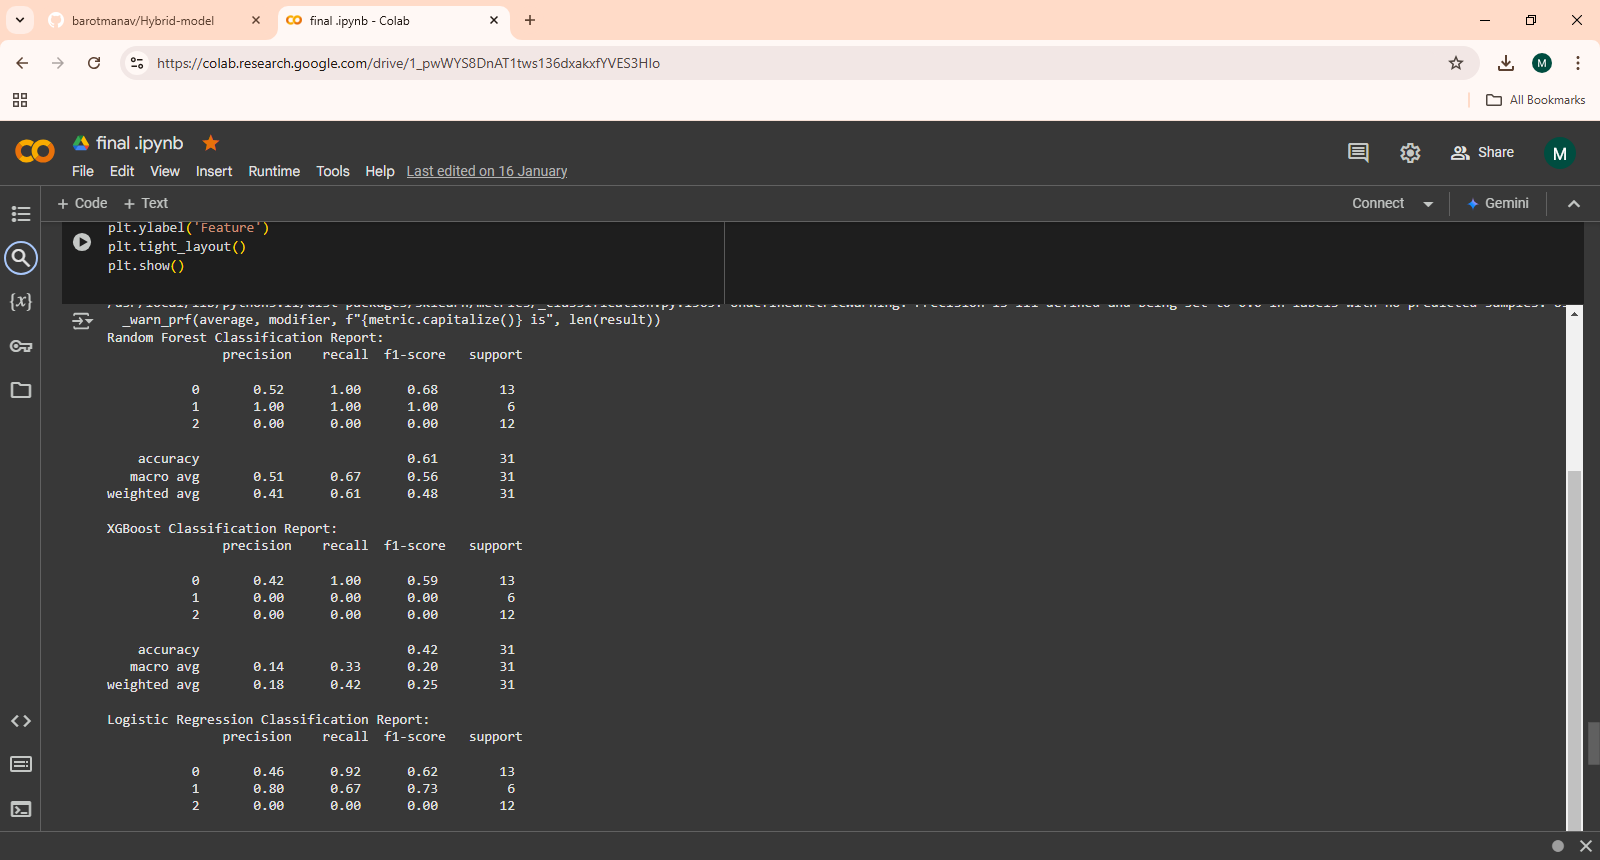 barotmanav/Hybrid-model
final .ipynb - Colab
https://colab.research.google.com/drive/1_pwWYS8DnAT1tws136dxakxfYVES3HIo
M
All Bookmarks
final .ipynb
File Edit View Insert Runtime Tools Help Last edited on 16 January
Share
M
+ Code + Text
Connect
Gemini
plt.ylabel('Feature')
plt.tight_layout()
plt.show()
_warn_prf(average, modifier, f"{metric.capitalize()} is", len(result))
Random Forest Classification Report:
precision recall f1-score support
0 0.52 1.00 0.68 13
1 1.00 1.00 1.00 6
2 0.00 0.00 0.00 12
accuracy 0.61 31
macro avg 0.51 0.67 0.56 31
weighted avg 0.41 0.61 0.48 31
XGBoost Classification Report:
precision recall f1-score support
0 0.42 1.00 0.59 13
1 0.00 0.00 0.00 6
2 0.00 0.00 0.00 12
accuracy 0.42 31
macro avg 0.14 0.33 0.20 31
weighted avg 0.18 0.42 0.25 31
Logistic Regression Classification Report:
precision recall f1-score support
0 0.46 0.92 0.62 13
1 0.80 0.67 0.73 6
2 0.00 0.00 0.00 12